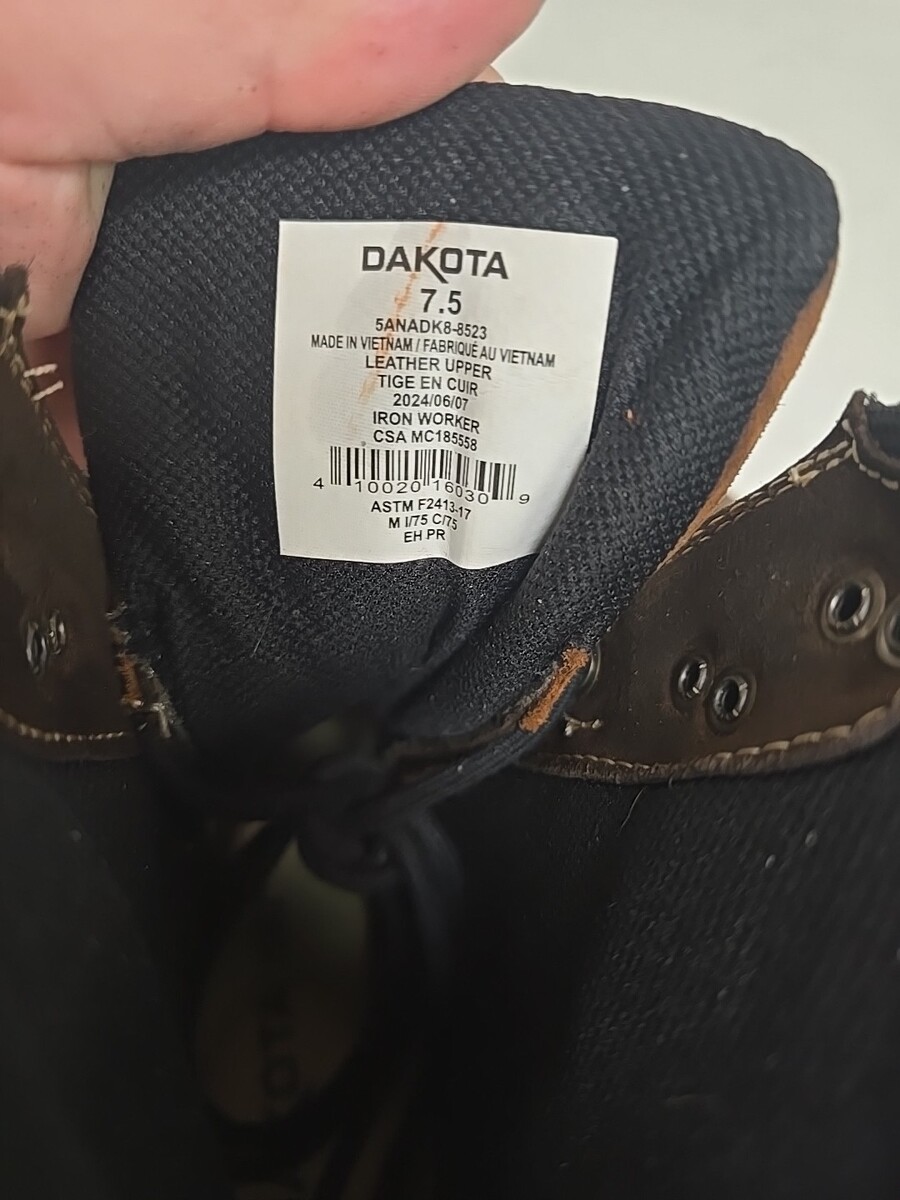 DAKOTA
7.5
5ANADK8-8523
MADE IN VIETNAM / FABRIQUÉ AU VIETNAM
LEATHER UPPER
TIGE EN CUIR
2024/06/07
IRON WORKER
CSA MC185558
4 10020 16030 9
ASTM F2413-17
M I/75 C/75
EH PR